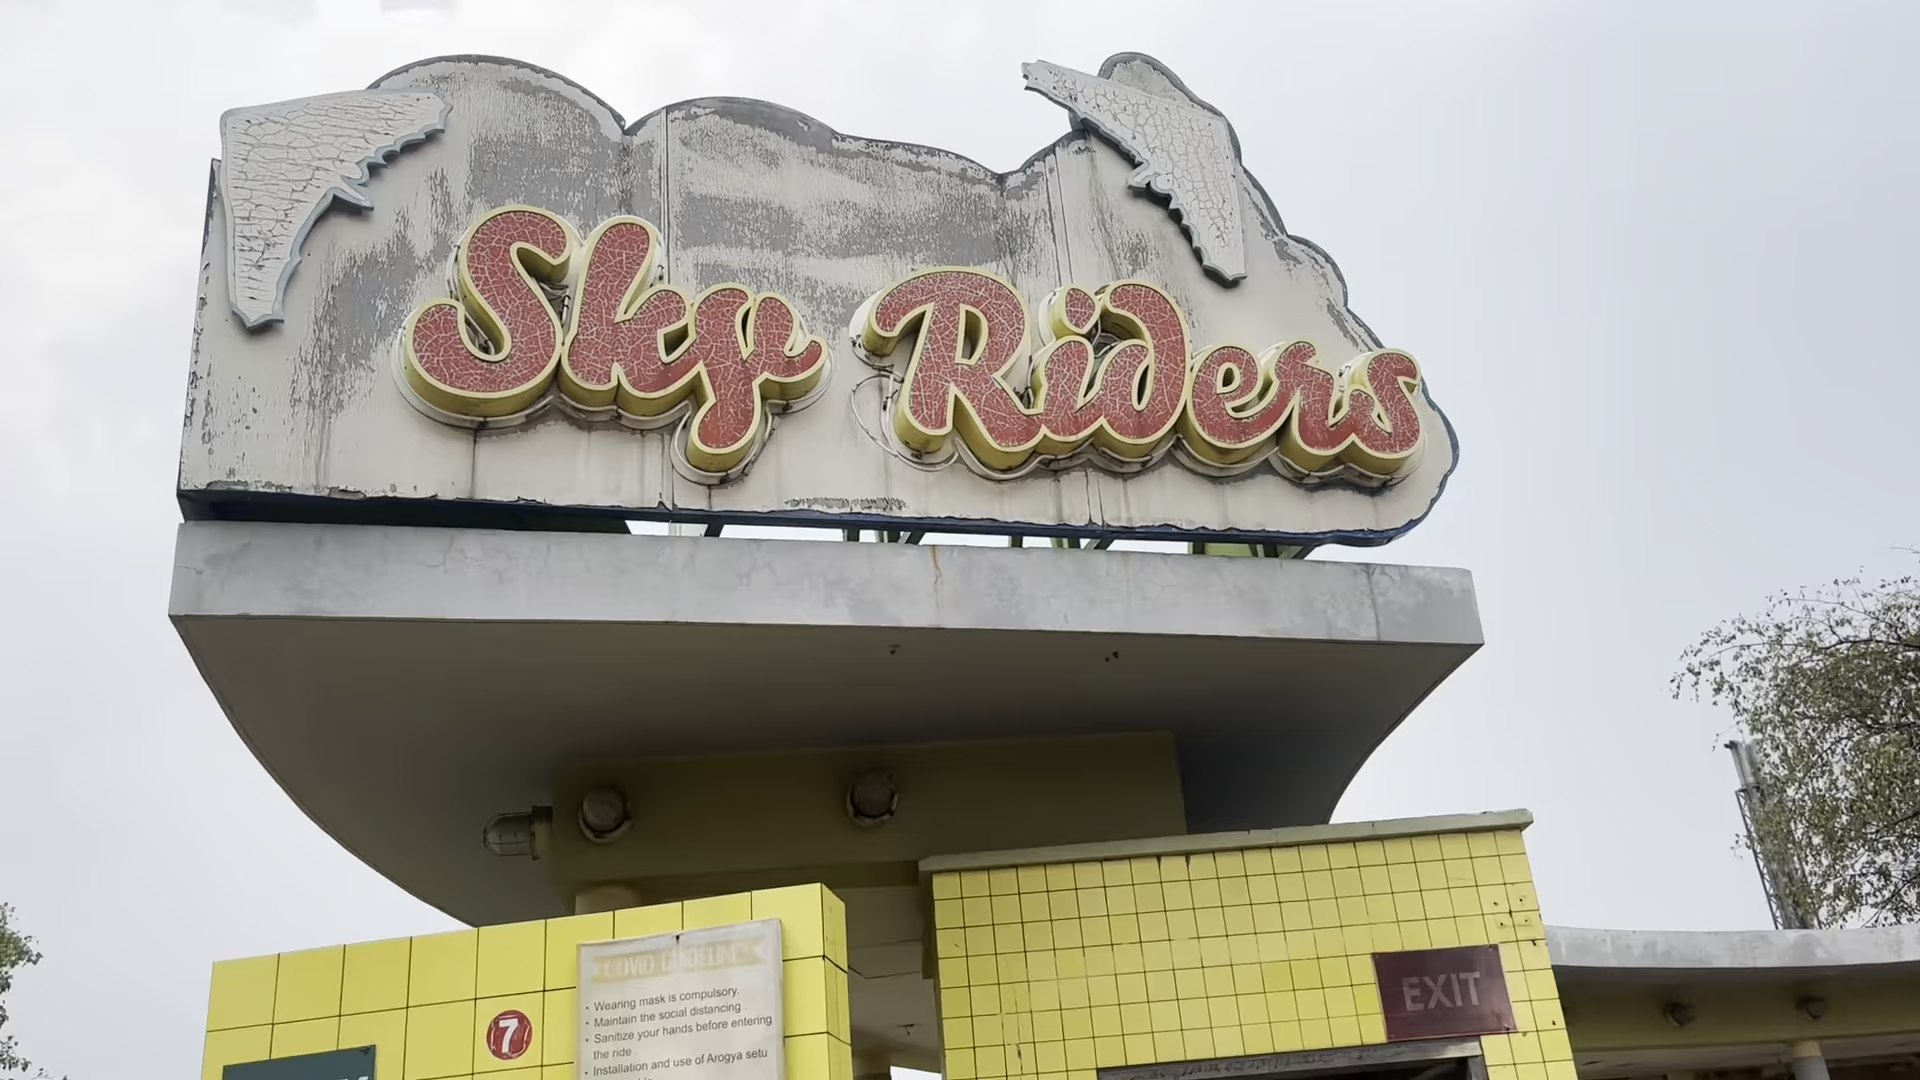 Sky Riders
EXIT
7
COVID GUIDELINE
• Wearing mask is compulsory.
• Maintain the social distancing .
• Sanitize your hands before entering
the ride .
• Installation and use of Arogya setu